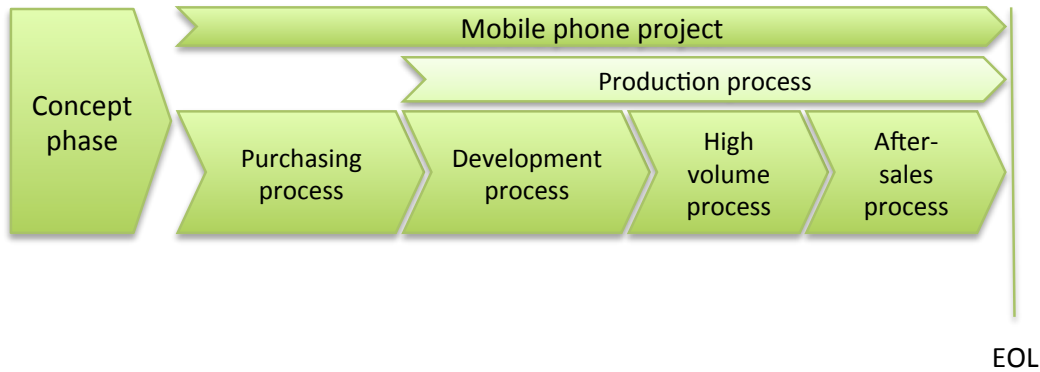 Mobile phone project
Production process
Concept
phase
Purchasing
process
Development
process
High
volume
process
After-
sales
process
EOL